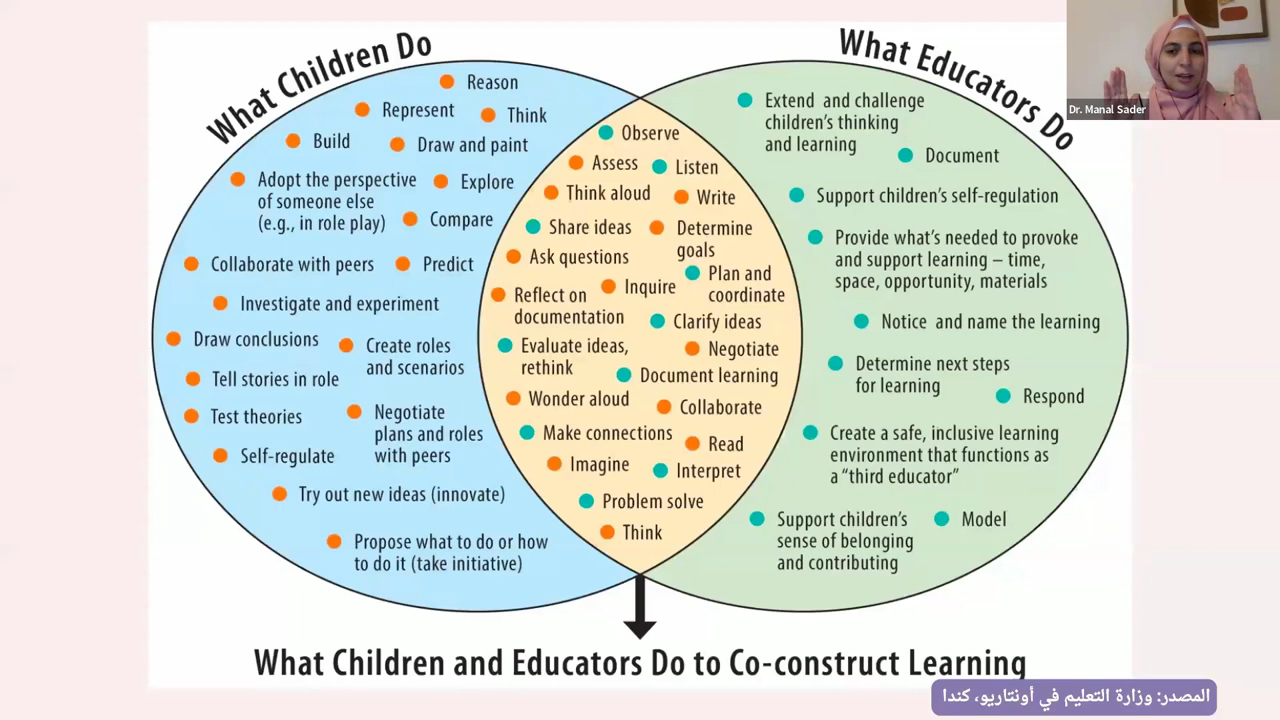 What Children Do
Reason
Represent
Think
Build
Draw and paint
Adopt the perspective
of someone else
(e.g., in role play)
Explore
Compare
Collaborate with peers
Predict
Investigate and experiment
Draw conclusions
Create roles
and scenarios
Tell stories in role
Test theories
Negotiate
plans and roles
with peers
Self-regulate
Try out new ideas (innovate)
Propose what to do or how
to do it (take initiative)
Observe
Assess
Listen
Think aloud
Write
Share ideas
Determine
goals
Ask questions
Plan and
coordinate
Inquire
Reflect on
documentation
Clarify ideas
Evaluate ideas,
rethink
Negotiate
Document learning
Wonder aloud
Collaborate
Make connections
Read
Imagine
Interpret
Problem solve
Think
What Educators Do
Extend and challenge
children's thinking
and learning
Document
Support children's self-regulation
Provide what's needed to provoke
and support learning – time,
space, opportunity, materials
Notice and name the learning
Determine next steps
for learning
Respond
Create a safe, inclusive learning
environment that functions as
a “third educator”
Support children's
sense of belonging
and contributing
Model
What Children and Educators Do to Co-construct Learning
المصدر: وزارة التعليم في أونتاريو، كندا
Dr. Manal Sader